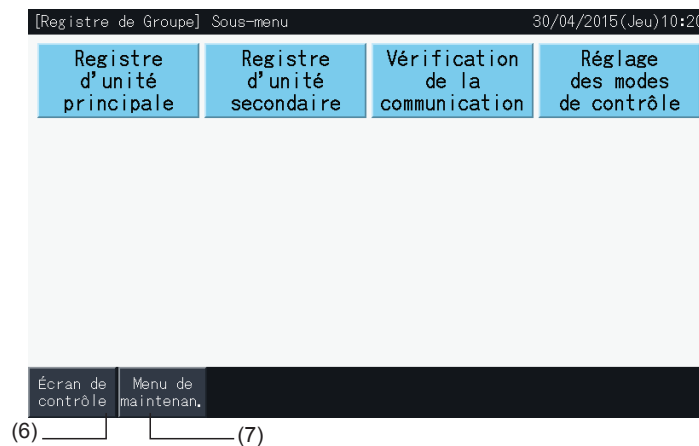 [Registre de Groupe] Sous-menu 30/04/2015(Jeu)10:20
Registre
d'unité
principale
Registre
d'unité
secondaire
Vérification
de la
communication
Réglage
des modes
de contrôle
Écran de
contrôle
Menu de
maintenan.
(6)
(7)